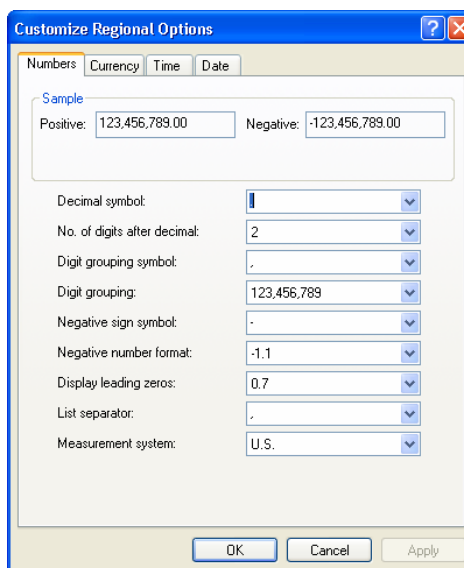 Customize Regional Options
Numbers Currency Time Date
Sample
Positive: 123,456,789.00 Negative: -123,456,789.00
Decimal symbol: .
No. of digits after decimal: 2
Digit grouping symbol: ,
Digit grouping: 123,456,789
Negative sign symbol: -
Negative number format: -1.1
Display leading zeros: 0.7
List separator: ,
Measurement system: U.S.
OK Cancel Apply